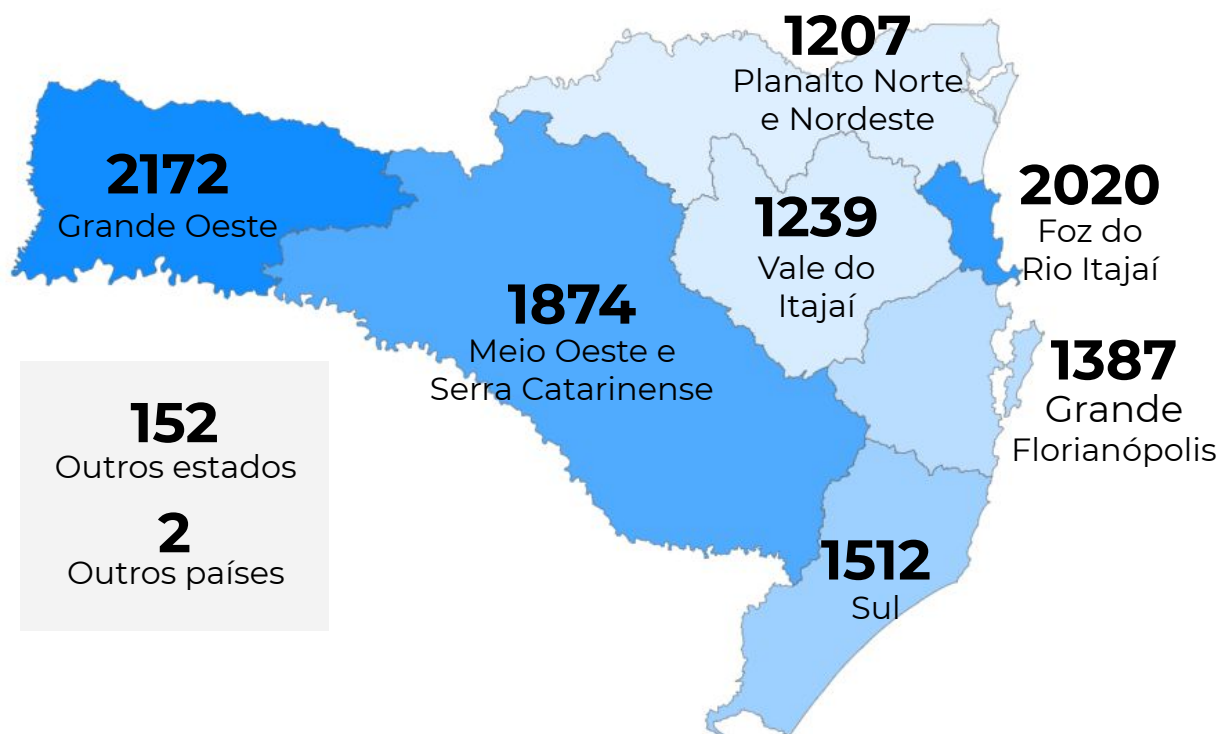 1207
Planalto Norte
e Nordeste
2172
Grande Oeste
2020
Foz do
Rio Itajaí
1239
Vale do
Itajaí
1874
Meio Oeste e
Serra Catarinense
1387
Grande
Florianópolis
152
Outros estados
2
Outros países
1512
Sul